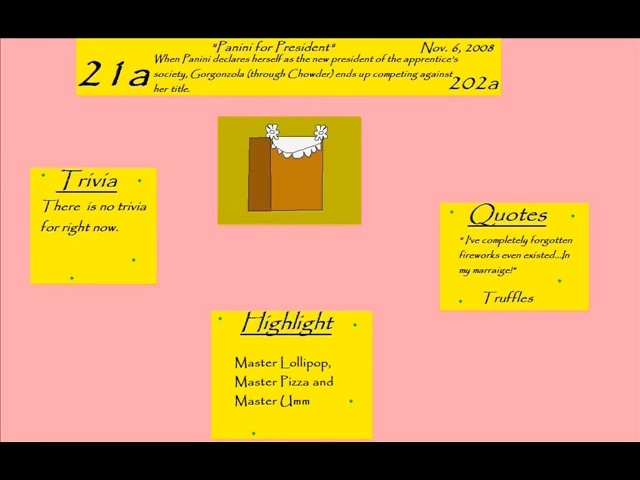 "Panini for President"
Nov. 6, 2008
21a
When Panini declares herself as the new president of the apprentice's
society, Gorgonzola (through Chowder) ends up competing against
her title.
202a
Trivia
There is no trivia
for right now.
Quotes
" I've completely forgotten
fireworks even existed...In
my marraige!"
Truffles
Highlight
Master Lollipop,
Master Pizza and
Master Umm